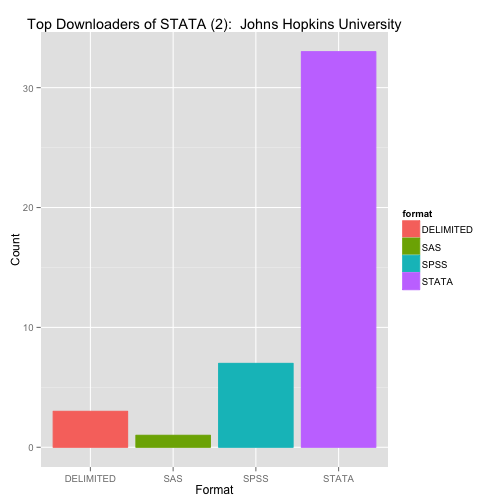 Top Downloaders of STATA (2):  Johns Hopkins University
30
20
10
0
Count
DELIMITED SAS SPSS STATA
Format
format
DELIMITED
SAS
SPSS
STATA